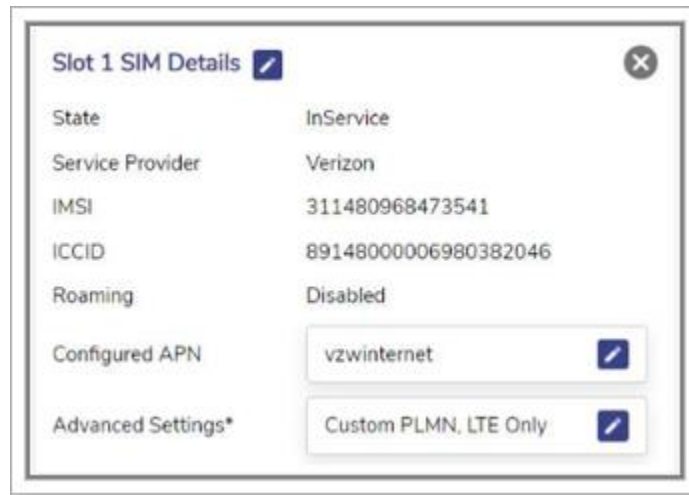 Slot 1 SIM Details
State InService
Service Provider Verizon
IMSI 311480968473541
ICCID 89148000006980382046
Roaming Disabled
Configured APN vzwinternet
Advanced Settings* Custom PLMN, LTE Only